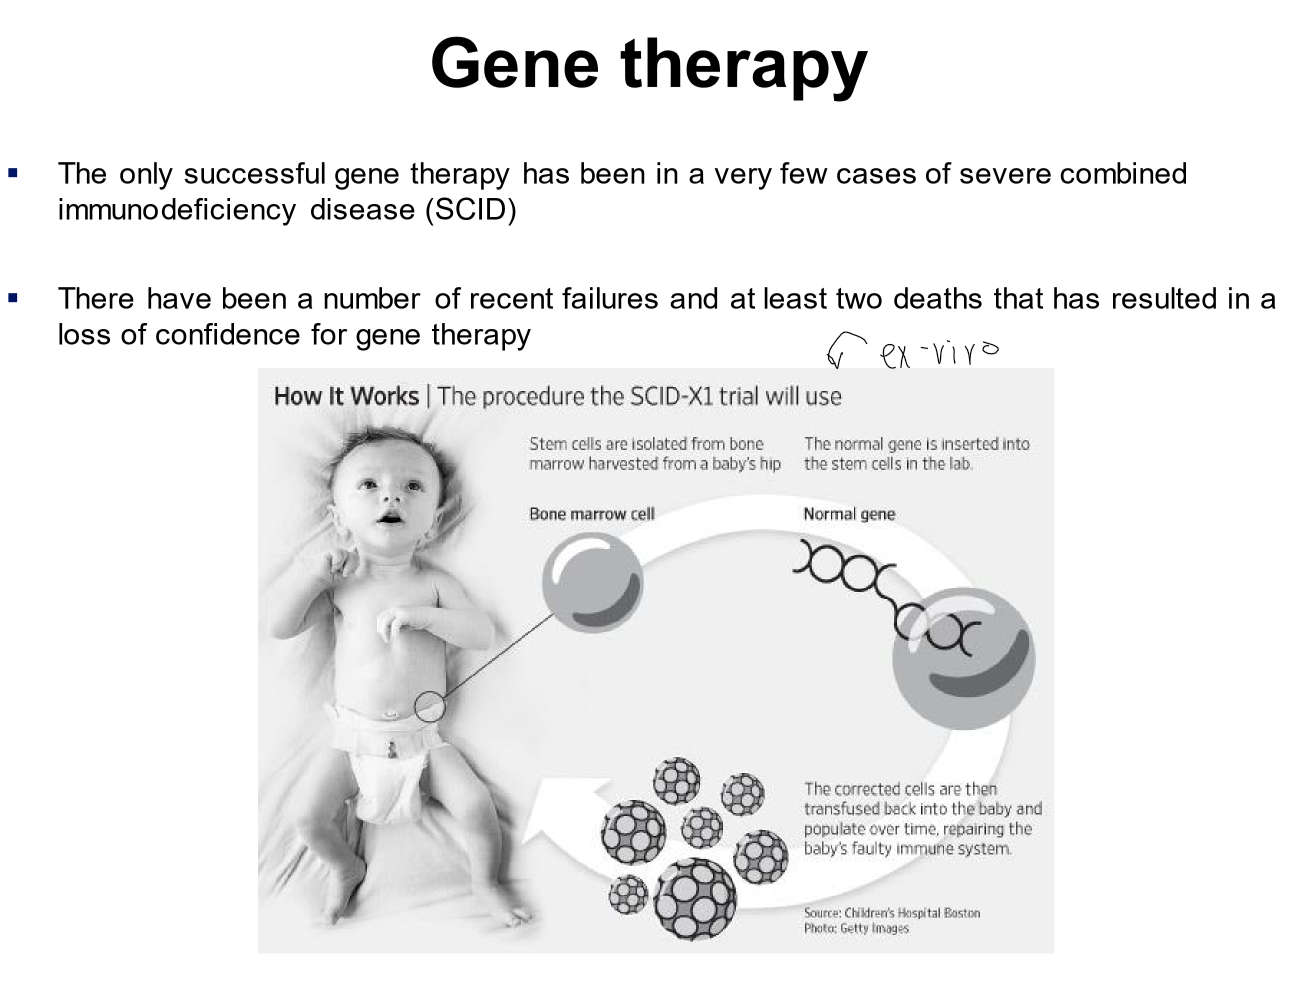 Gene therapy
▪ The only successful gene therapy has been in a very few cases of severe combined
immunodeficiency disease (SCID)
▪ There have been a number of recent failures and at least two deaths that has resulted in a
loss of confidence for gene therapy
ex-vivo
How It Works | The procedure the SCID-X1 trial will use
Stem cells are isolated from bone
marrow harvested from a baby's hip
The normal gene is inserted into
the stem cells in the lab.
Bone marrow cell
Normal gene
The corrected cells are then
transfused back into the baby and
populate over time, repairing the
baby's faulty immune system.
Source: Children's Hospital Boston
Photo: Getty Images